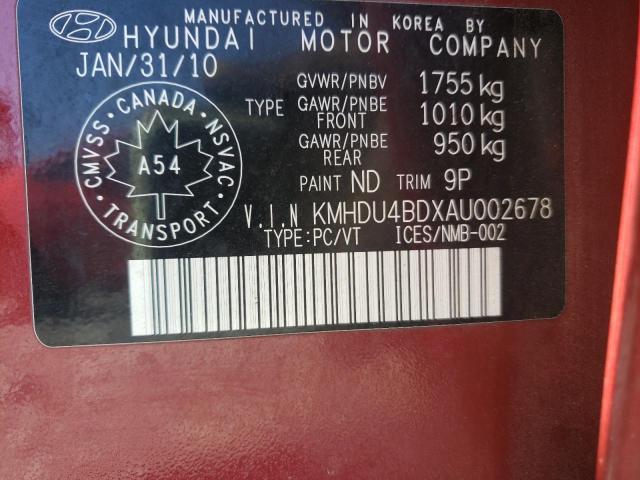 MANUFACTURED IN KOREA BY
HYUNDAI MOTOR COMPANY
JAN/31/10
GVWR/PNBV 1755 kg
TYPE GAWR/PNBE FRONT 1010 kg
GAWR/PNBE REAR 950 kg
PAINT ND TRIM 9P
CANADA
CMVSS NSVAC
A54
TRANSPORT
V.I.N KMHDU4BDXAU002678
TYPE:PC/VT ICES/NMB-002